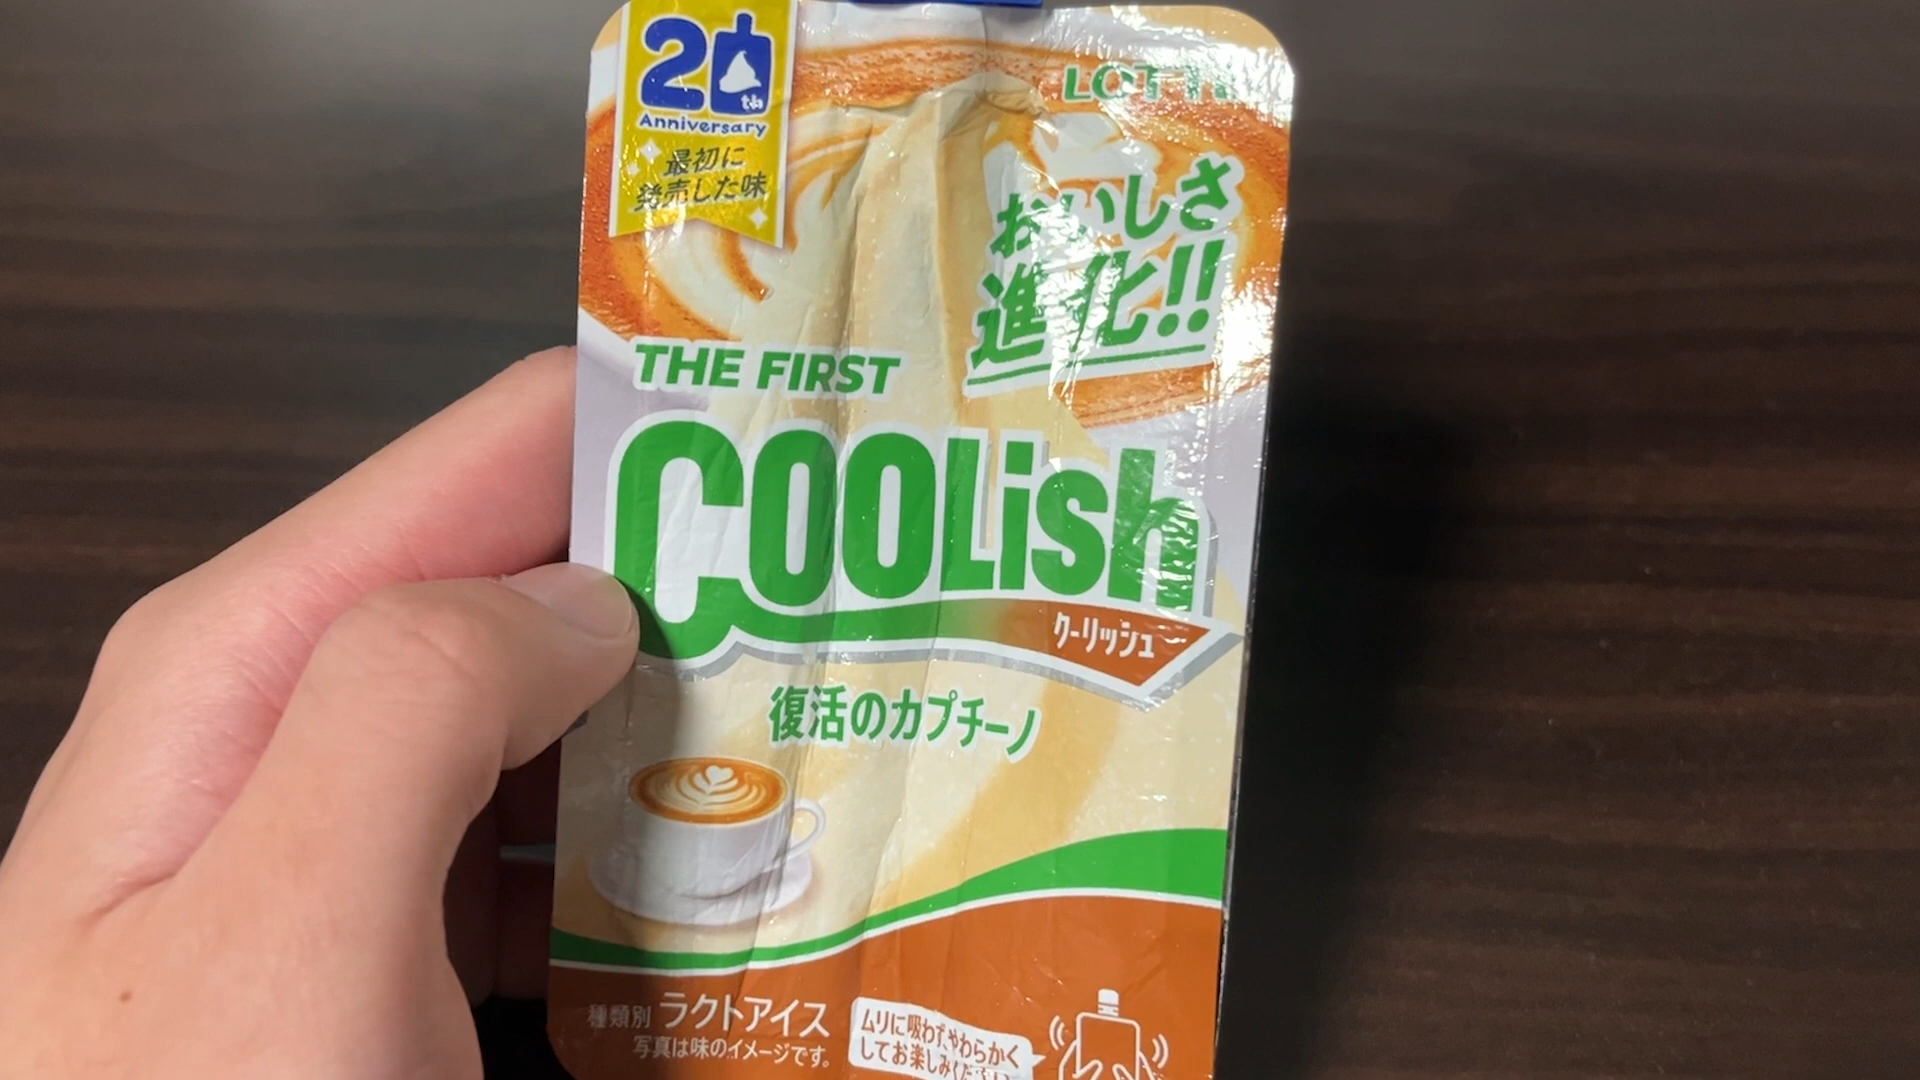 20th
Anniversary
最初に
発売した味
LOTTE
おいしさ
進化!!
THE FIRST
COOLish
クーリッシュ
復活のカプチーノ
種類別 ラクトアイス
写真は味のイメージです。
ムリに吸わず、やわらかく
してお楽しみください